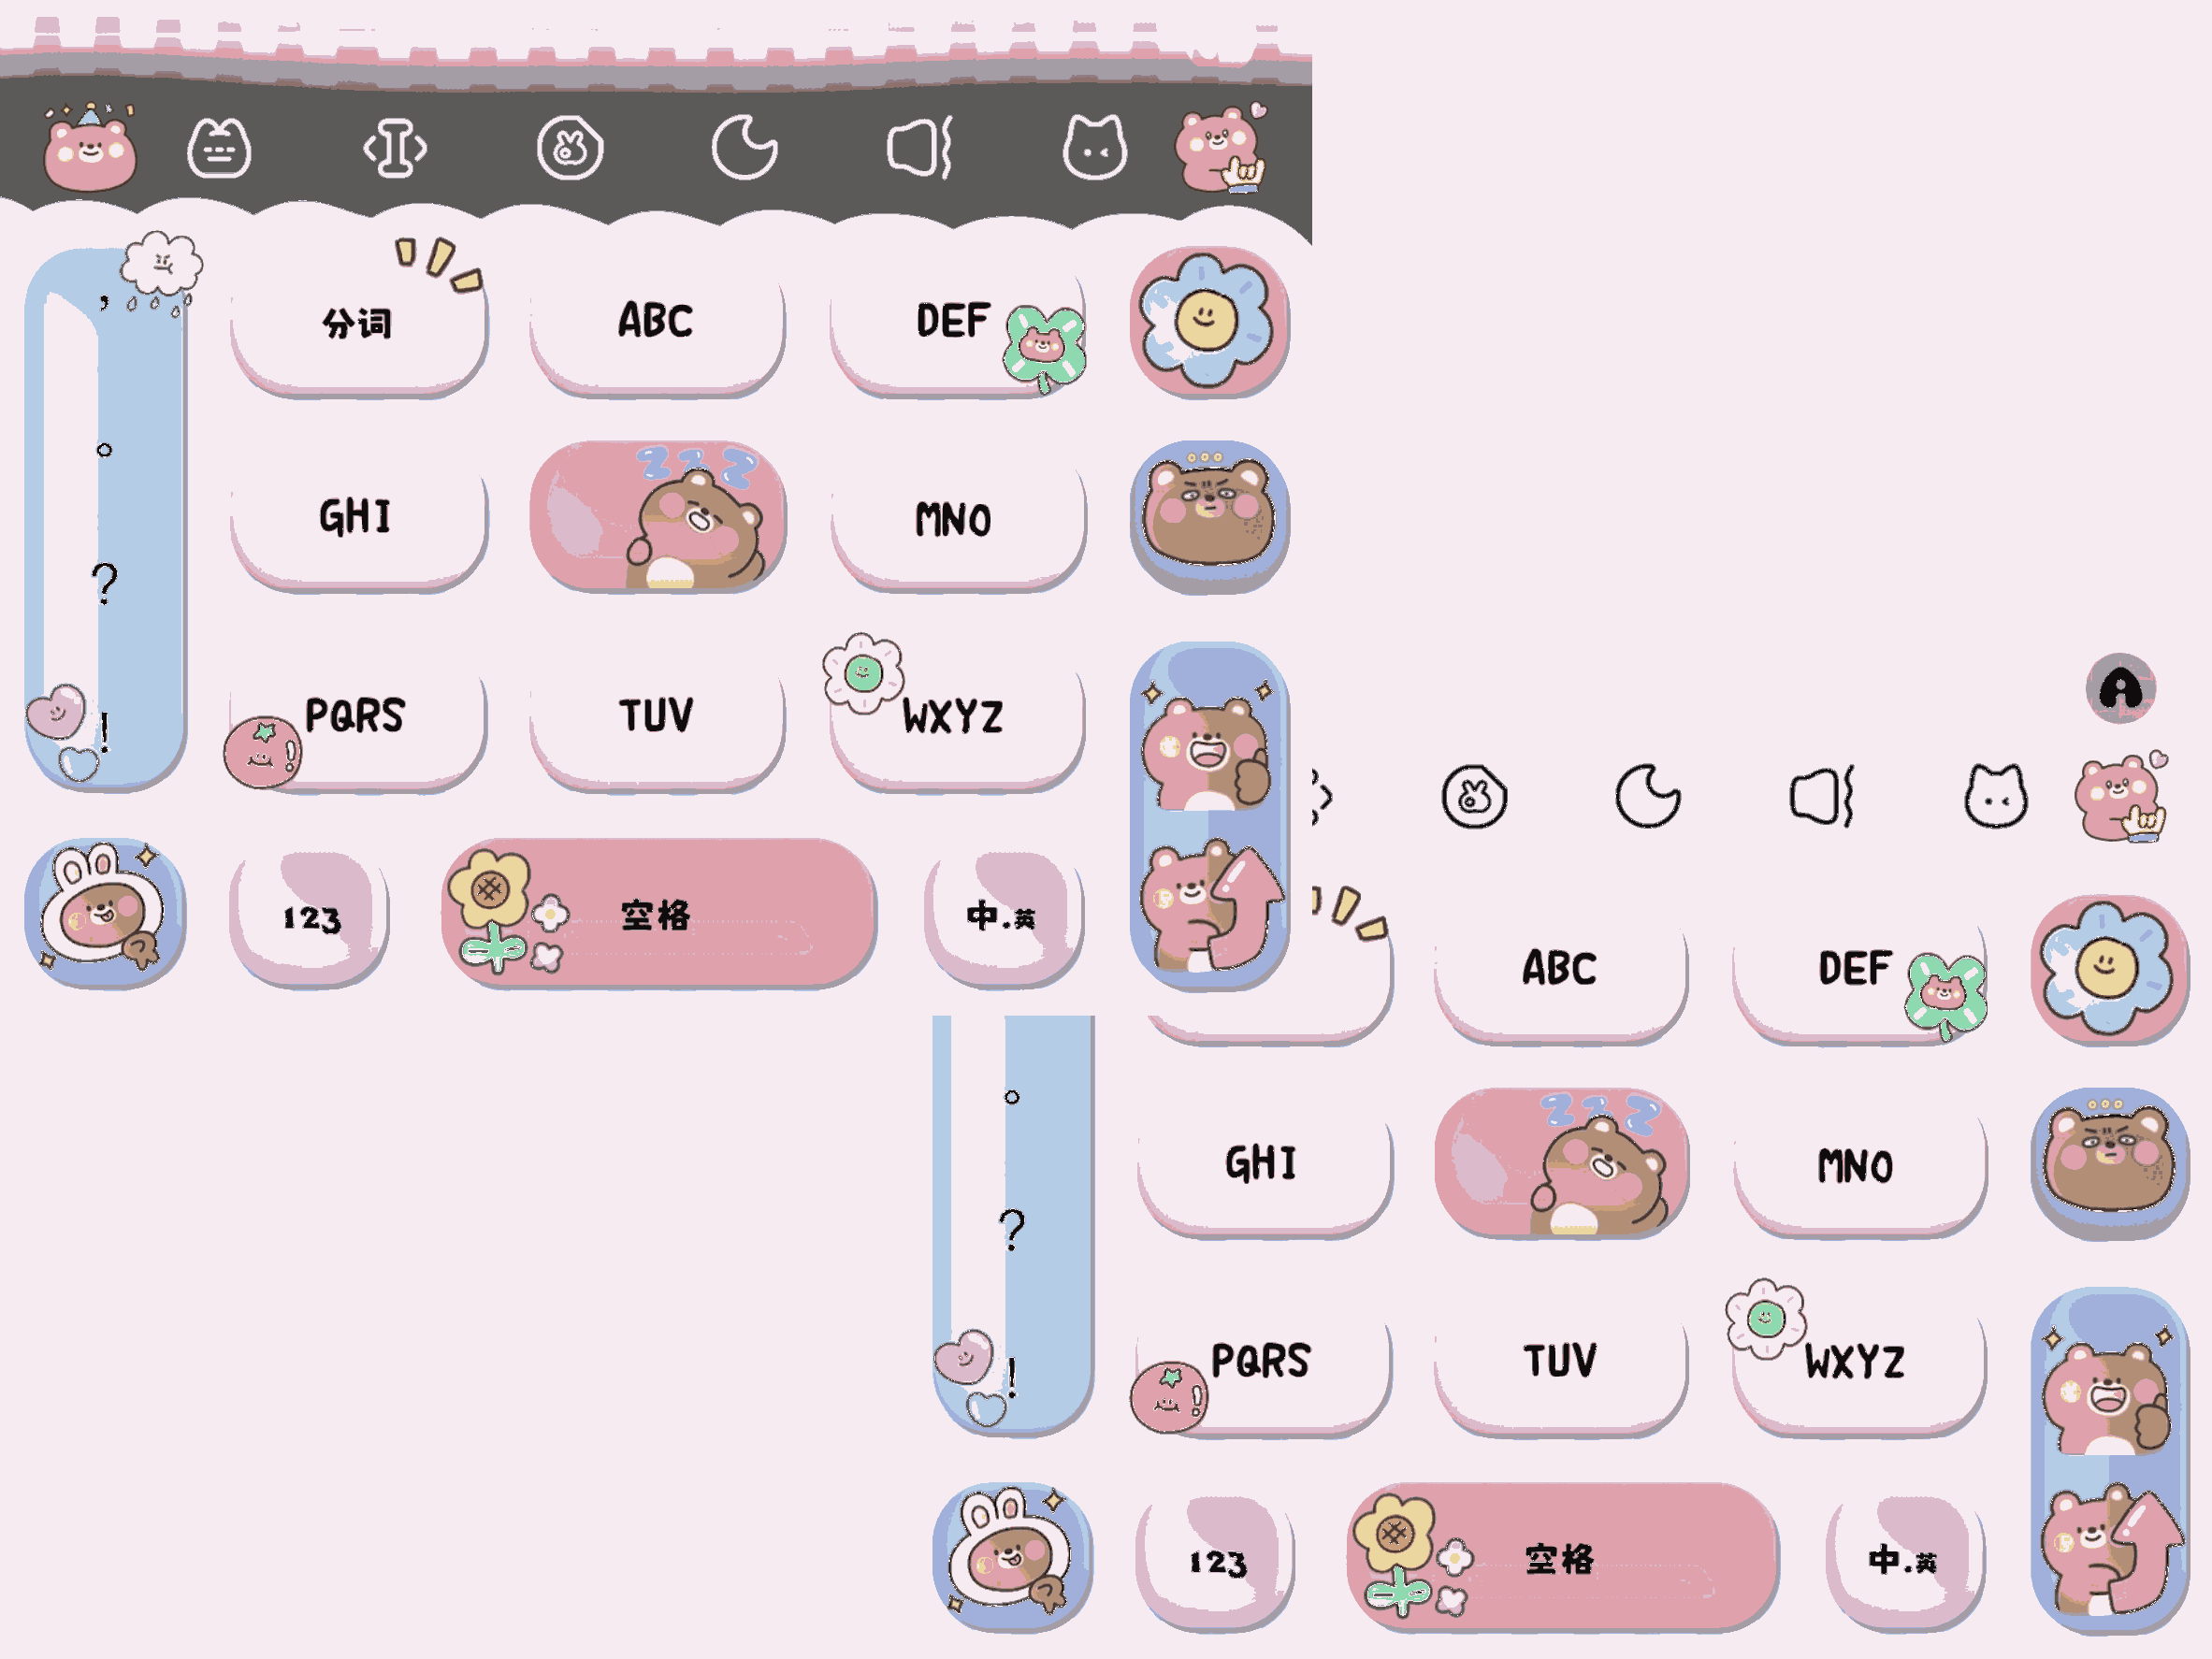 ,
分词 ABC DEF
。
GHI MNO
?
PQRS TUV WXYZ
!
123 空格 中.英
A
ABC DEF
。
GHI MNO
?
PQRS TUV WXYZ
!
123 空格 中.英